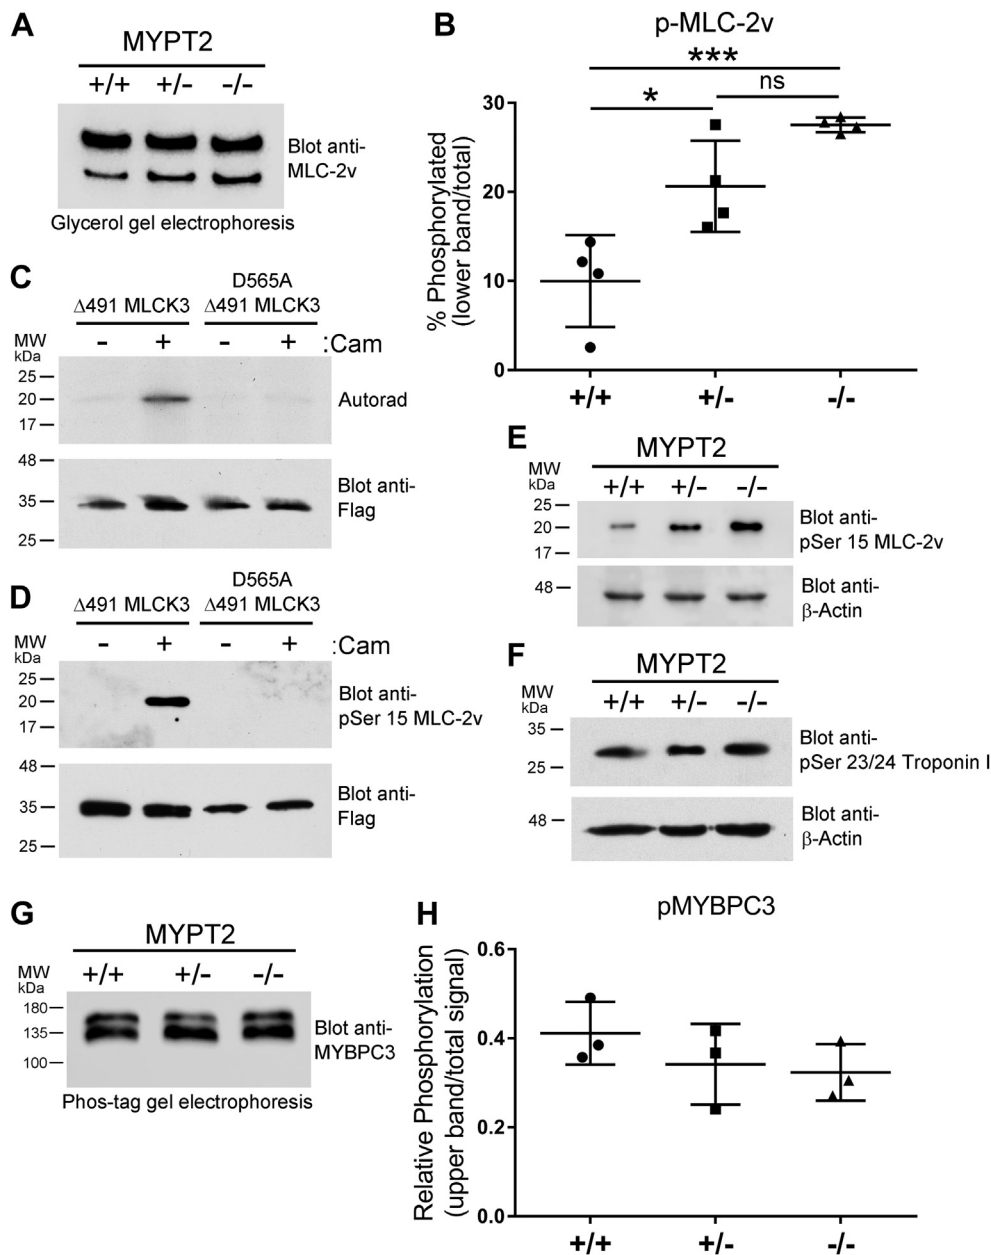 A
MYPT2
+/+ +/- -/-
Blot anti-
MLC-2v
Glycerol gel electrophoresis
B
p-MLC-2v
***
* ns
% Phosphorylated
(lower band/total)
30
20
10
0
+/+ +/- -/-
C
Δ491 MLCK3
D565A
Δ491 MLCK3
- + - + :Cam
MW
kDa
25
20
17
Autorad
48
35
25
Blot anti-
Flag
D
Δ491 MLCK3
D565A
Δ491 MLCK3
- + - + :Cam
MW
kDa
25
20
17
Blot anti-
pSer 15 MLC-2v
48
35
25
Blot anti-
Flag
E
MYPT2
MW
kDa
+/+ +/- -/-
25
20
17
Blot anti-
pSer 15 MLC-2v
48
Blot anti-
β-Actin
F
MYPT2
MW
kDa
+/+ +/- -/-
35
25
Blot anti-
pSer 23/24 Troponin I
48
Blot anti-
β-Actin
G
MYPT2
MW
kDa
+/+ +/- -/-
180
135
100
Blot anti-
MYBPC3
Phos-tag gel electrophoresis
H
pMYBPC3
Relative Phosphorylation
(upper band/total signal)
0.6
0.4
0.2
0.0
+/+ +/- -/-